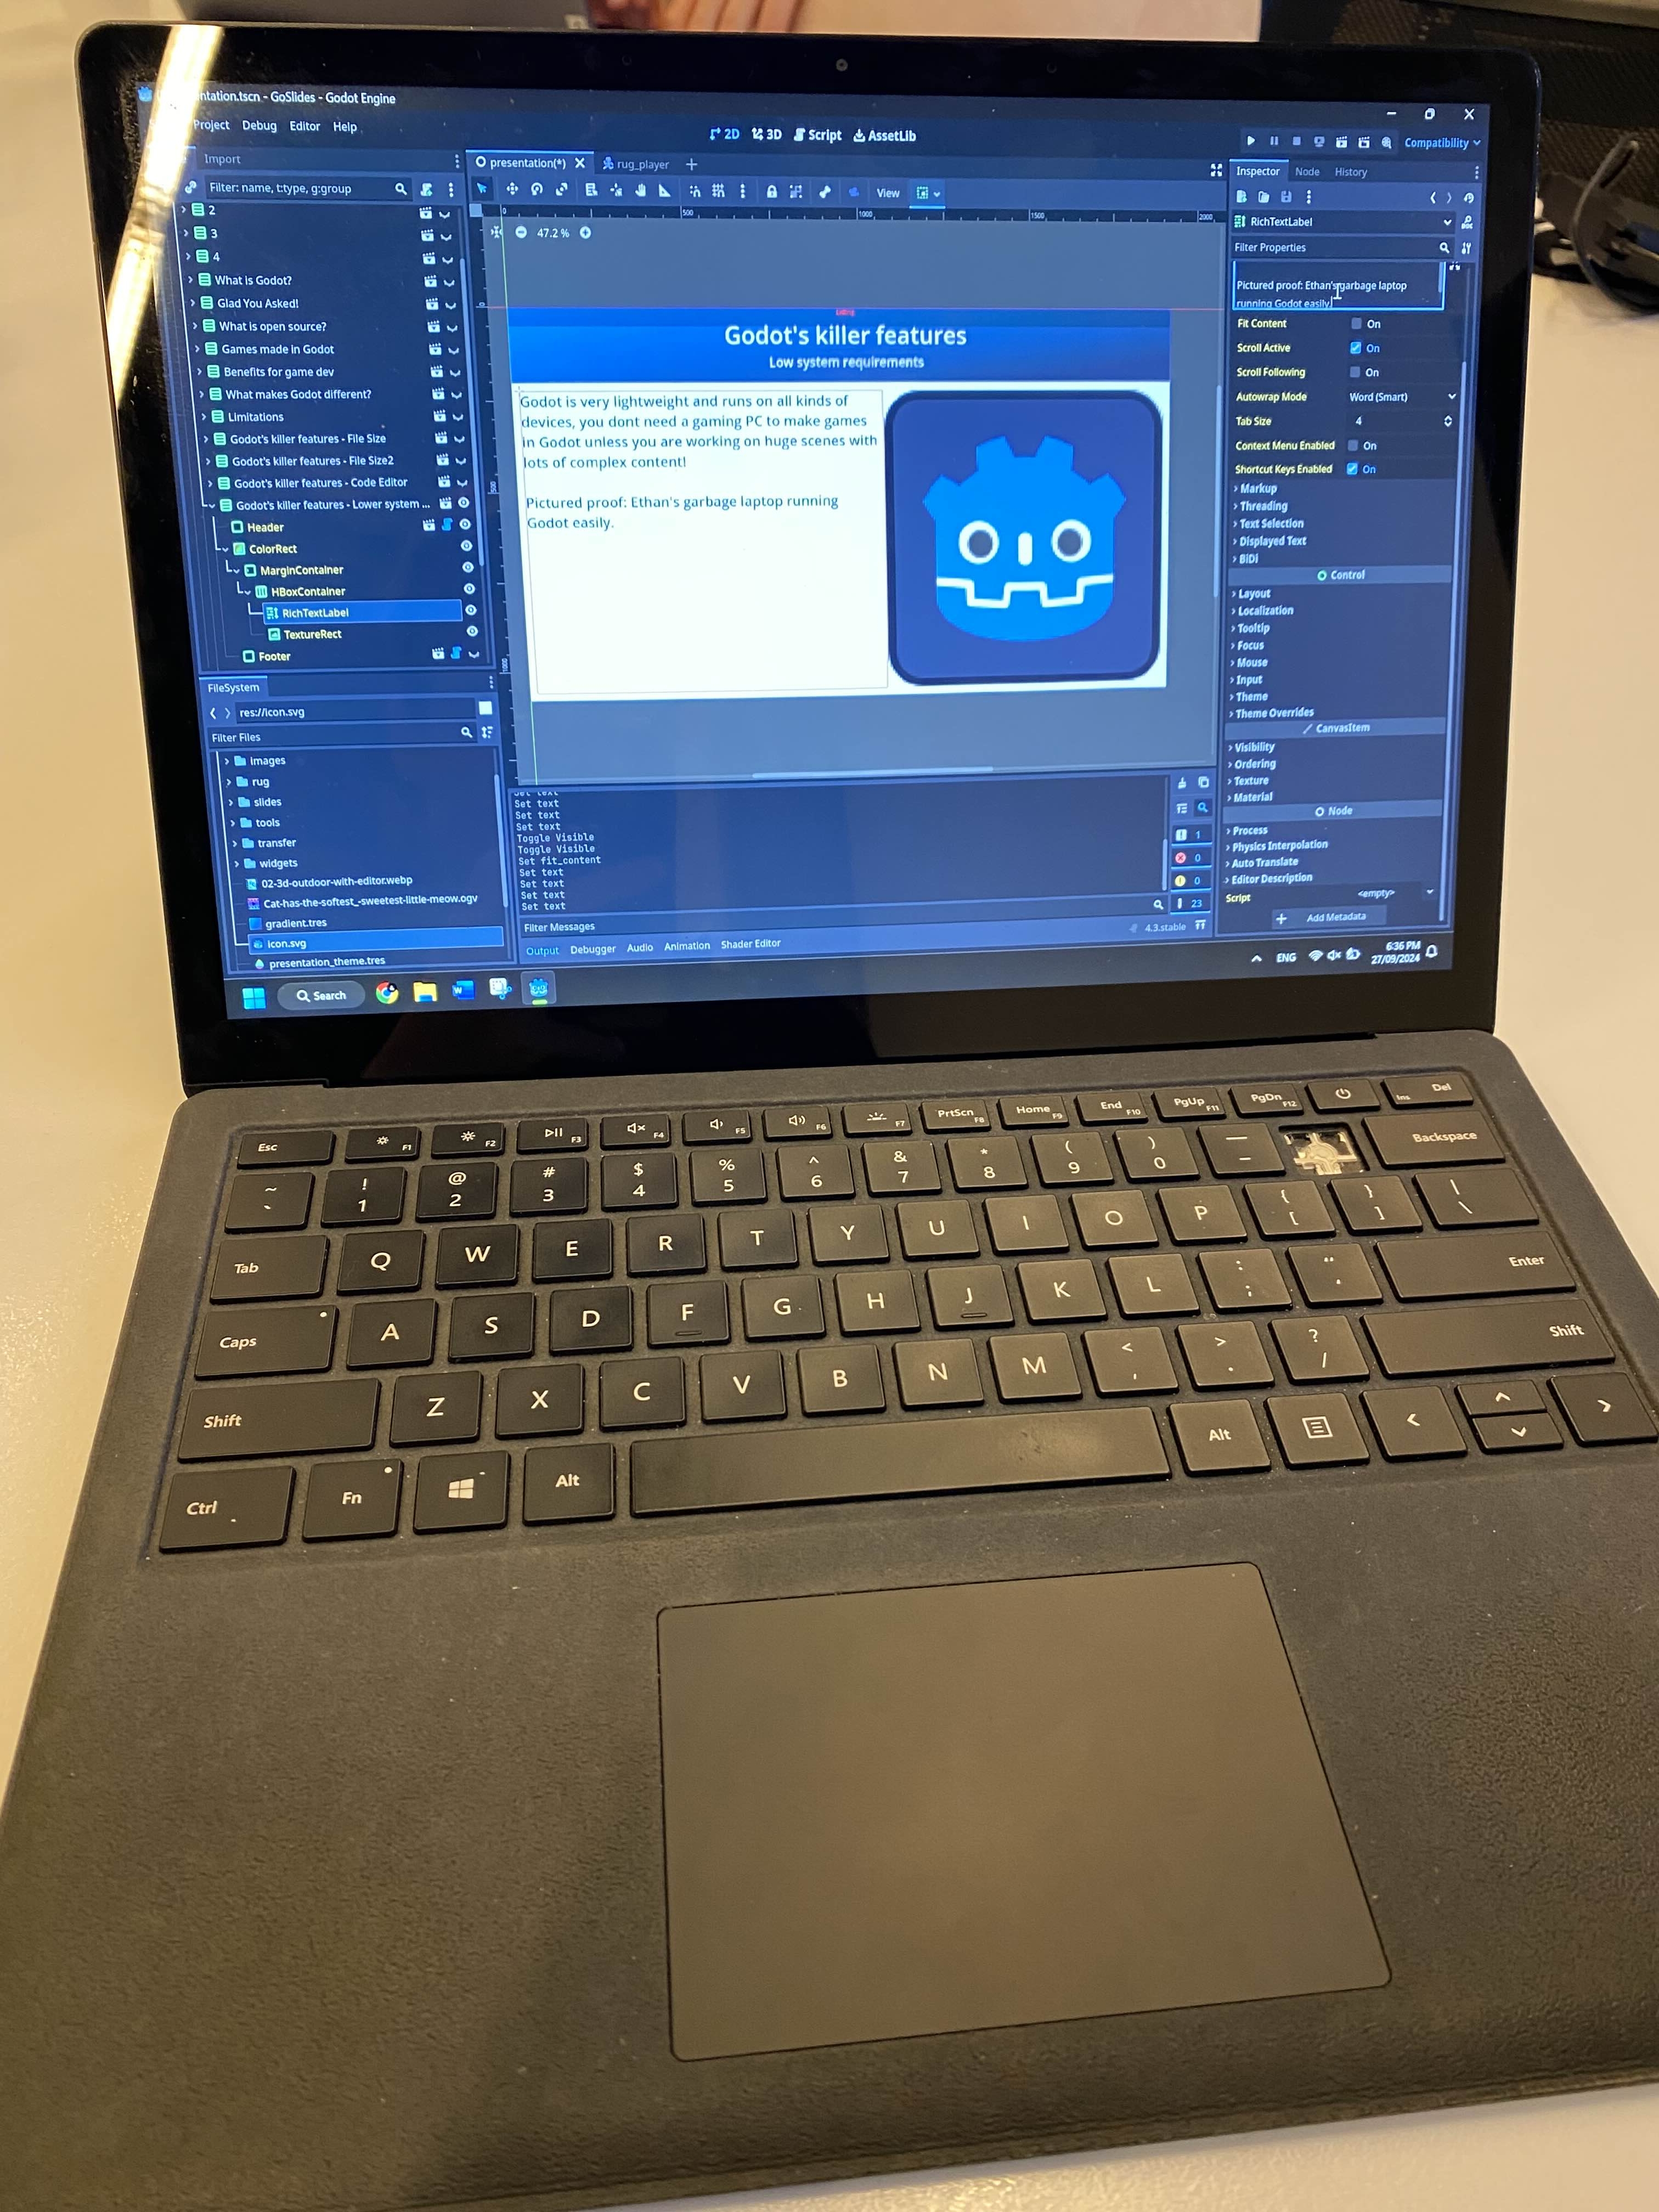 ntation.tscn - GoSlides - Godot Engine
Project Debug Editor Help
2D 3D Script AssetLib
Compatibility
Import
Filter: name, t:type, g:group
2
3
4
What is Godot?
Glad You Asked!
What is open source?
Games made in Godot
Benefits for game dev
What makes Godot different?
Limitations
Godot's killer features - File Size
Godot's killer features - File Size2
Godot's killer features - Code Editor
Godot's killer features - Lower system ...
Header
ColorRect
MarginContainer
HBoxContainer
RichTextLabel
TextureRect
Footer
FileSystem
res://icon.svg
Filter Files
images
rug
slides
tools
transfer
widgets
02-3d-outdoor-with-editor.webp
Cat-has-the-softest_-sweetest-little-meow.ogv
gradient.tres
icon.svg
presentation_theme.tres
presentation(*) rug_player
View
0 500 1000 1500 2000
47.2 %
Godot's killer features
Low system requirements
Godot is very lightweight and runs on all kinds of
devices, you dont need a gaming PC to make games
in Godot unless you are working on huge scenes with
lots of complex content!
Pictured proof: Ethan's garbage laptop running
Godot easily.
Set text
Set text
Set text
Set text
Toggle Visible
Toggle Visible
Set fit_content
Set text
Set text
Set text
Set text
1
0
0
23
Filter Messages
4.3.stable
Output Debugger Audio Animation Shader Editor
Inspector Node History
RichTextLabel
Filter Properties
Pictured proof: Ethan's garbage laptop
running Godot easily
Fit Content On
Scroll Active On
Scroll Following On
Autowrap Mode Word (Smart)
Tab Size 4
Context Menu Enabled On
Shortcut Keys Enabled On
Markup
Threading
Text Selection
Displayed Text
BiDi
Control
Layout
Localization
Tooltip
Focus
Mouse
Input
Theme
Theme Overrides
CanvasItem
Visibility
Ordering
Texture
Material
Node
Process
Physics Interpolation
Auto Translate
Editor Description
Script <empty>
Add Metadata
Search
ENG
6:36 PM
27/09/2024
Esc F1 F2 F3 F4 F5 F6 F7 PrtScn F8 Home F9 End F10 PgUp F11 PgDn F12 Ins Del
~ ` ! 1 @ 2 # 3 $ 4 % 5 ^ 6 & 7 * 8 ( 9 ) 0 _ - Backspace
Tab Q W E R T Y U I O P { [ } ] | \
Caps A S D F G H J K L : ; " ' Enter
Shift Z X C V B N M < , > . ? / Shift
Ctrl Fn Alt Alt